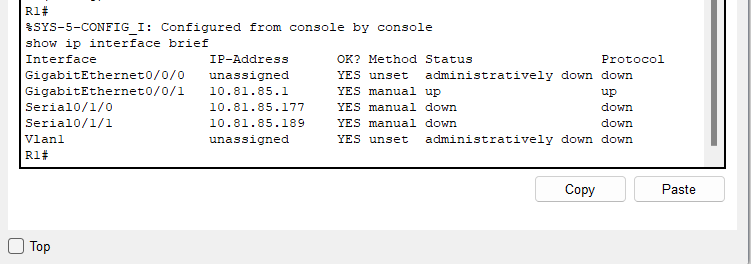 R1#
%SYS-5-CONFIG_I: Configured from console by console
show ip interface brief
Interface              IP-Address      OK? Method Status                Protocol
GigabitEthernet0/0/0   unassigned      YES unset  administratively down down
GigabitEthernet0/0/1   10.81.85.1      YES manual up                    up
Serial0/1/0            10.81.85.177    YES manual down                  down
Serial0/1/1            10.81.85.189    YES manual down                  down
Vlan1                  unassigned      YES unset  administratively down down
R1#
Copy Paste
Top